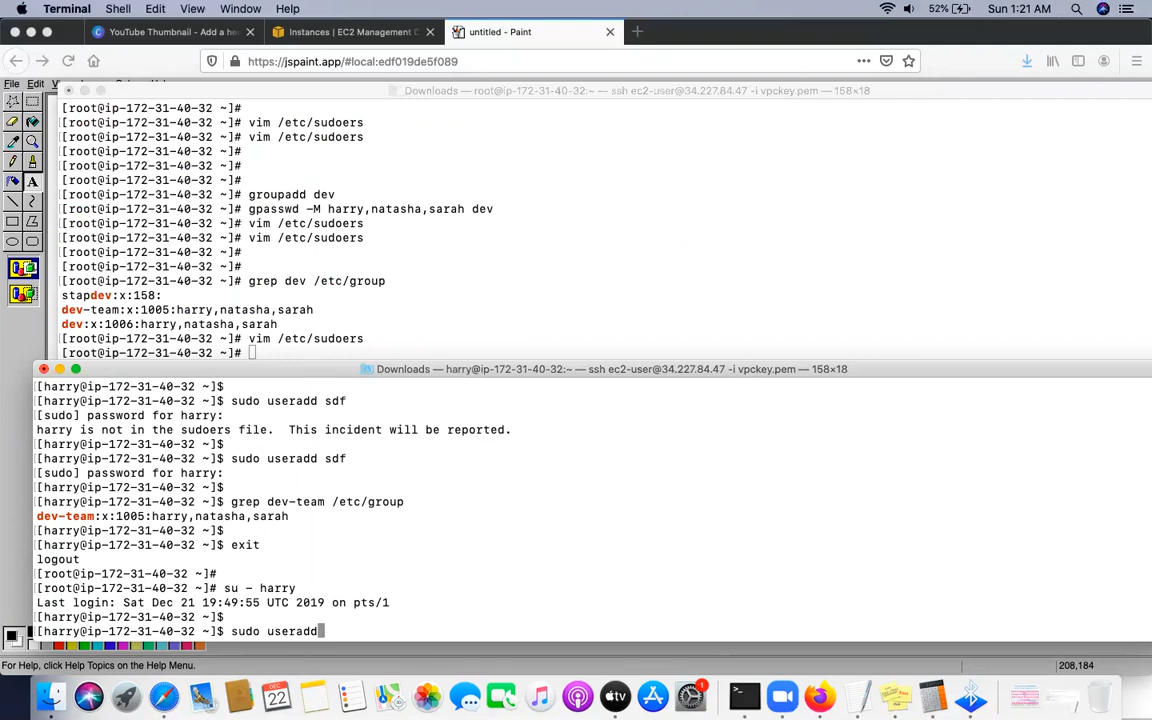 Terminal Shell Edit View Window Help 52% Sun 1:21 AM
YouTube Thumbnail - Add a he Instances | EC2 Management C untitled - Paint
https://jspaint.app/#local:edf019de5f089
File Edit
Downloads — root@ip-172-31-40-32:~ — ssh ec2-user@34.227.84.47 -i vpckey.pem — 158×18
[root@ip-172-31-40-32 ~]#
[root@ip-172-31-40-32 ~]# vim /etc/sudoers
[root@ip-172-31-40-32 ~]# vim /etc/sudoers
[root@ip-172-31-40-32 ~]#
[root@ip-172-31-40-32 ~]#
[root@ip-172-31-40-32 ~]#
[root@ip-172-31-40-32 ~]# groupadd dev
[root@ip-172-31-40-32 ~]# gpasswd -M harry,natasha,sarah dev
[root@ip-172-31-40-32 ~]# vim /etc/sudoers
[root@ip-172-31-40-32 ~]# vim /etc/sudoers
[root@ip-172-31-40-32 ~]#
[root@ip-172-31-40-32 ~]#
[root@ip-172-31-40-32 ~]# grep dev /etc/group
stapdev:x:158:
dev-team:x:1005:harry,natasha,sarah
dev:x:1006:harry,natasha,sarah
[root@ip-172-31-40-32 ~]# vim /etc/sudoers
[root@ip-172-31-40-32 ~]#
Downloads — harry@ip-172-31-40-32:~ — ssh ec2-user@34.227.84.47 -i vpckey.pem — 158×18
[harry@ip-172-31-40-32 ~]$
[harry@ip-172-31-40-32 ~]$ sudo useradd sdf
[sudo] password for harry:
harry is not in the sudoers file.  This incident will be reported.
[harry@ip-172-31-40-32 ~]$
[harry@ip-172-31-40-32 ~]$ sudo useradd sdf
[sudo] password for harry:
[harry@ip-172-31-40-32 ~]$
[harry@ip-172-31-40-32 ~]$ grep dev-team /etc/group
dev-team:x:1005:harry,natasha,sarah
[harry@ip-172-31-40-32 ~]$
[harry@ip-172-31-40-32 ~]$ exit
logout
[root@ip-172-31-40-32 ~]#
[root@ip-172-31-40-32 ~]# su - harry
Last login: Sat Dec 21 19:49:55 UTC 2019 on pts/1
[harry@ip-172-31-40-32 ~]$
[harry@ip-172-31-40-32 ~]$ sudo useradd
For Help, click Help Topics on the Help Menu. 208,184
DEC
22
tv
1